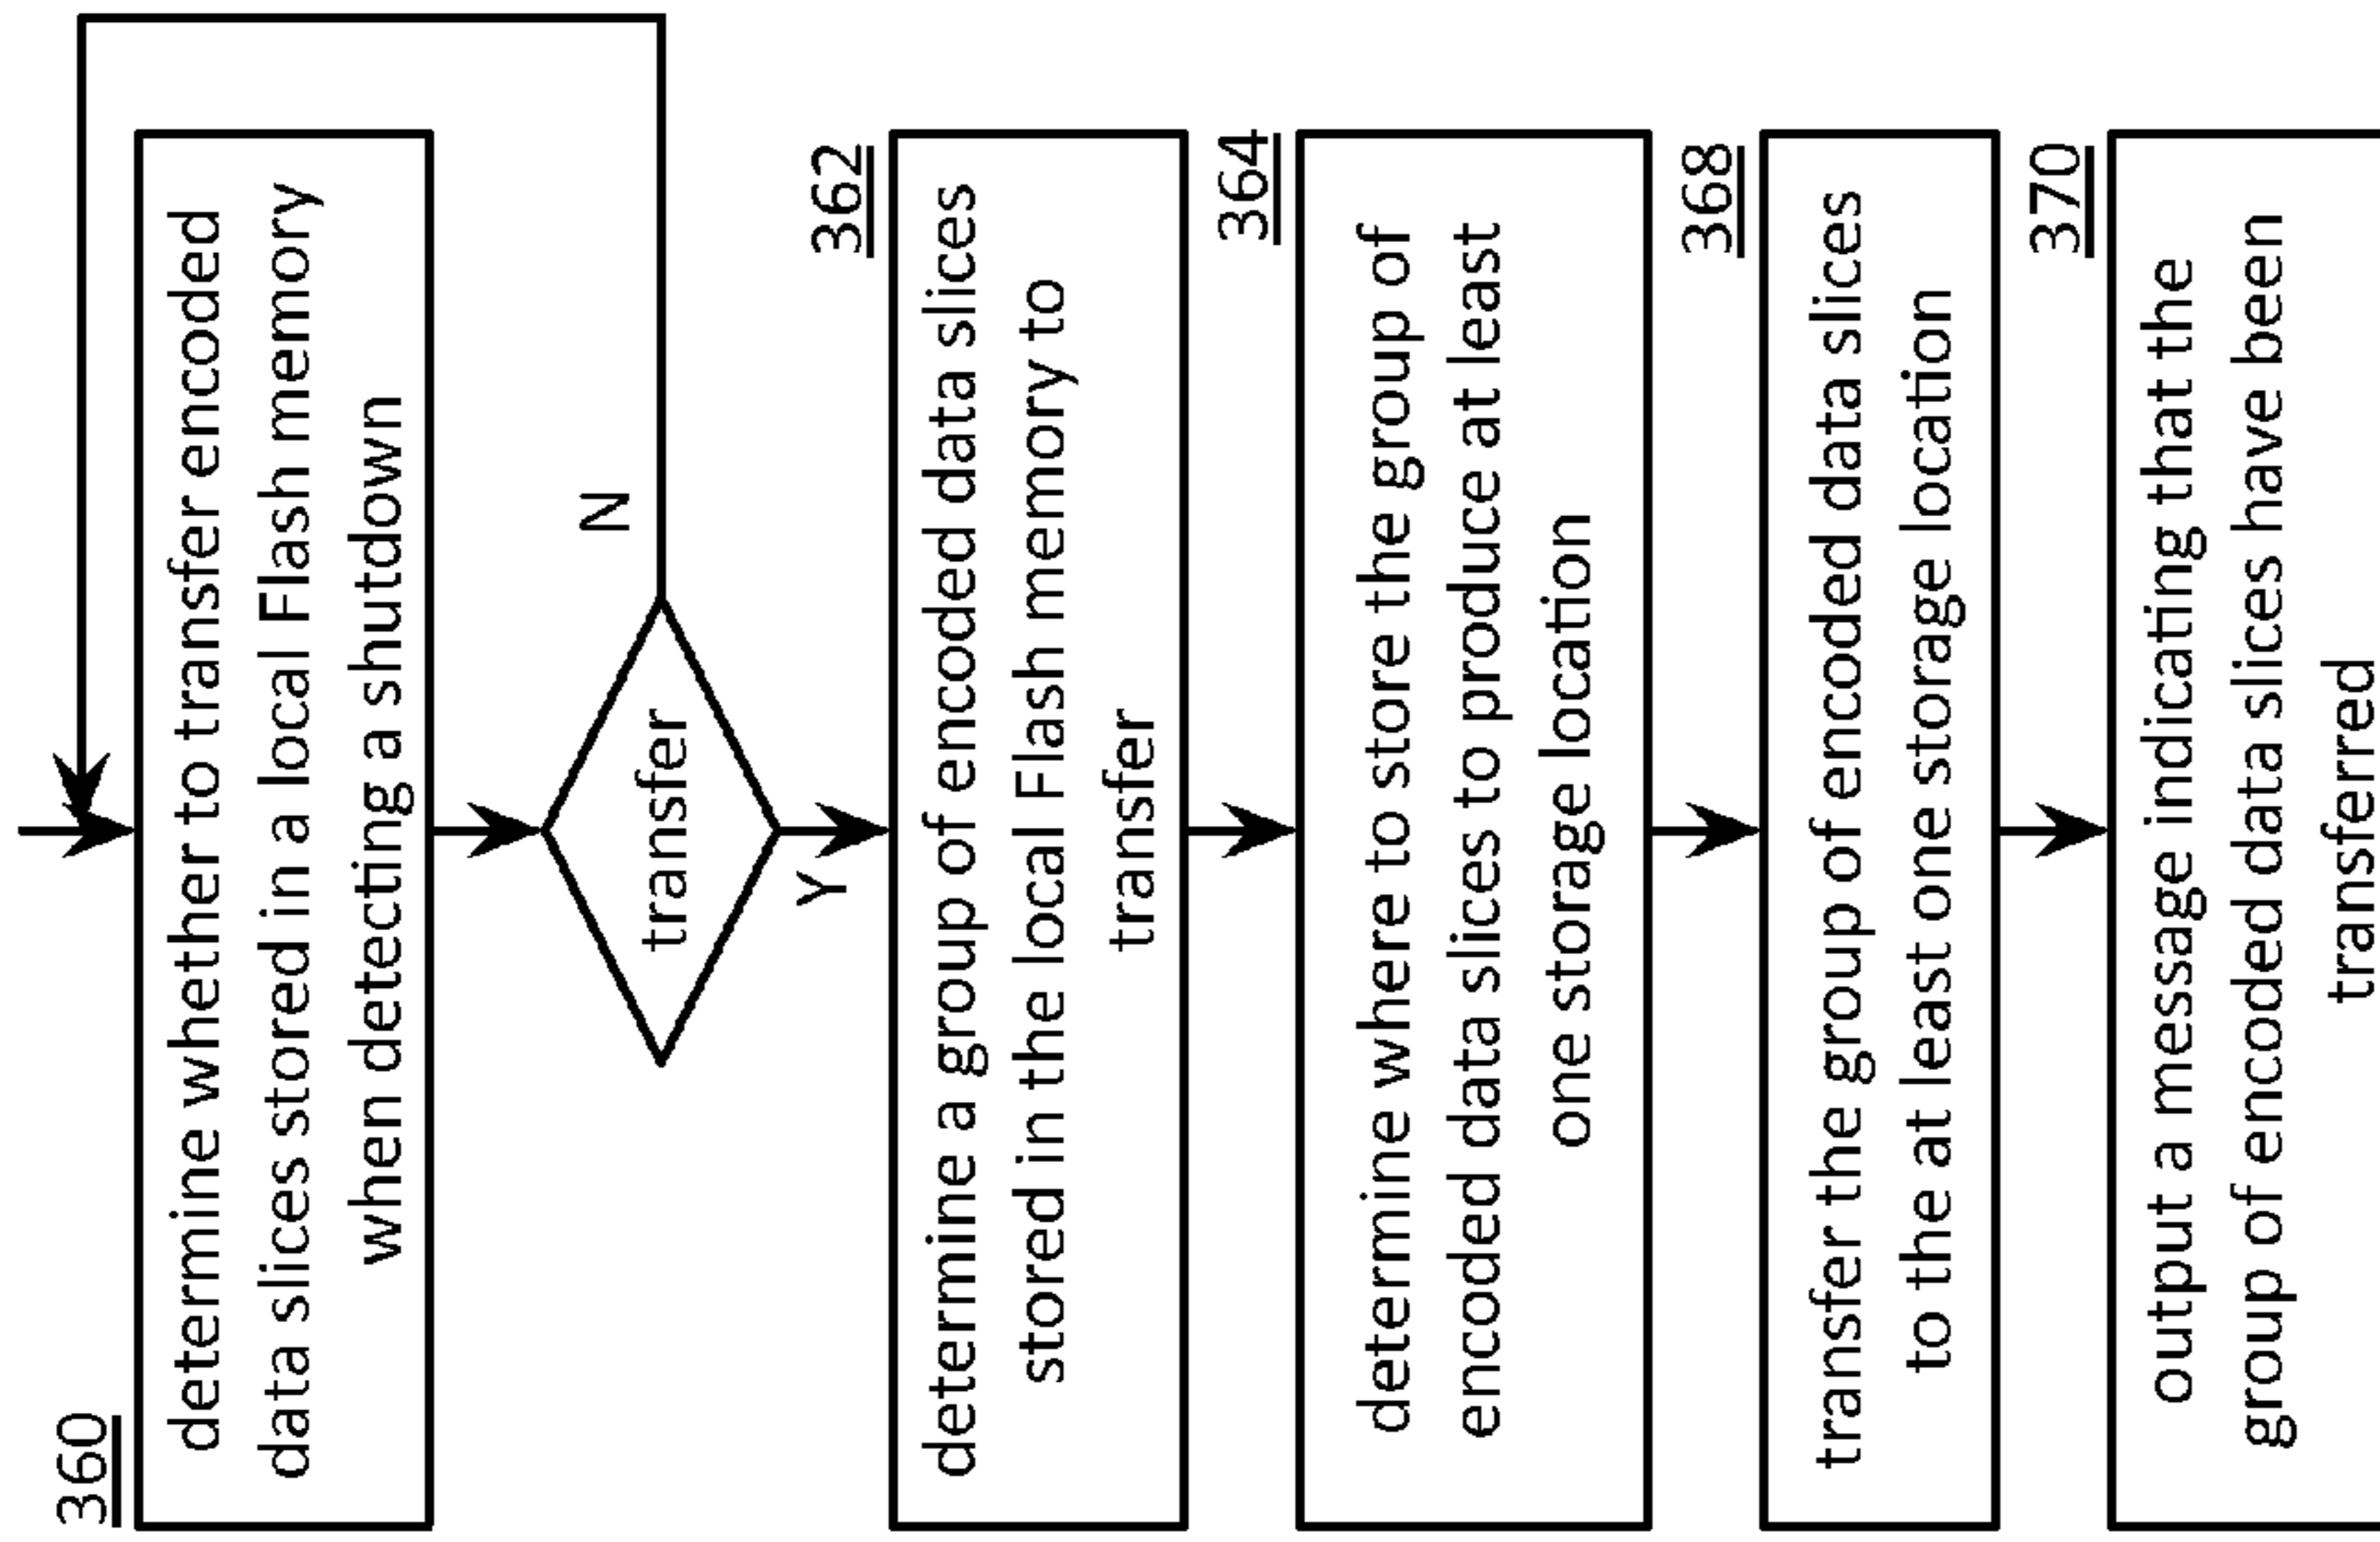 360
determine whether to transfer encoded
data slices stored in a local Flash memory
when detecting a shutdown
transfer
N
Y
362
determine a group of encoded data slices
stored in the local Flash memory to
transfer
364
determine where to store the group of
encoded data slices to produce at least
one storage location
368
transfer the group of encoded data slices
to the at least one storage location
370
output a message indicating that the
group of encoded data slices have been
transferred